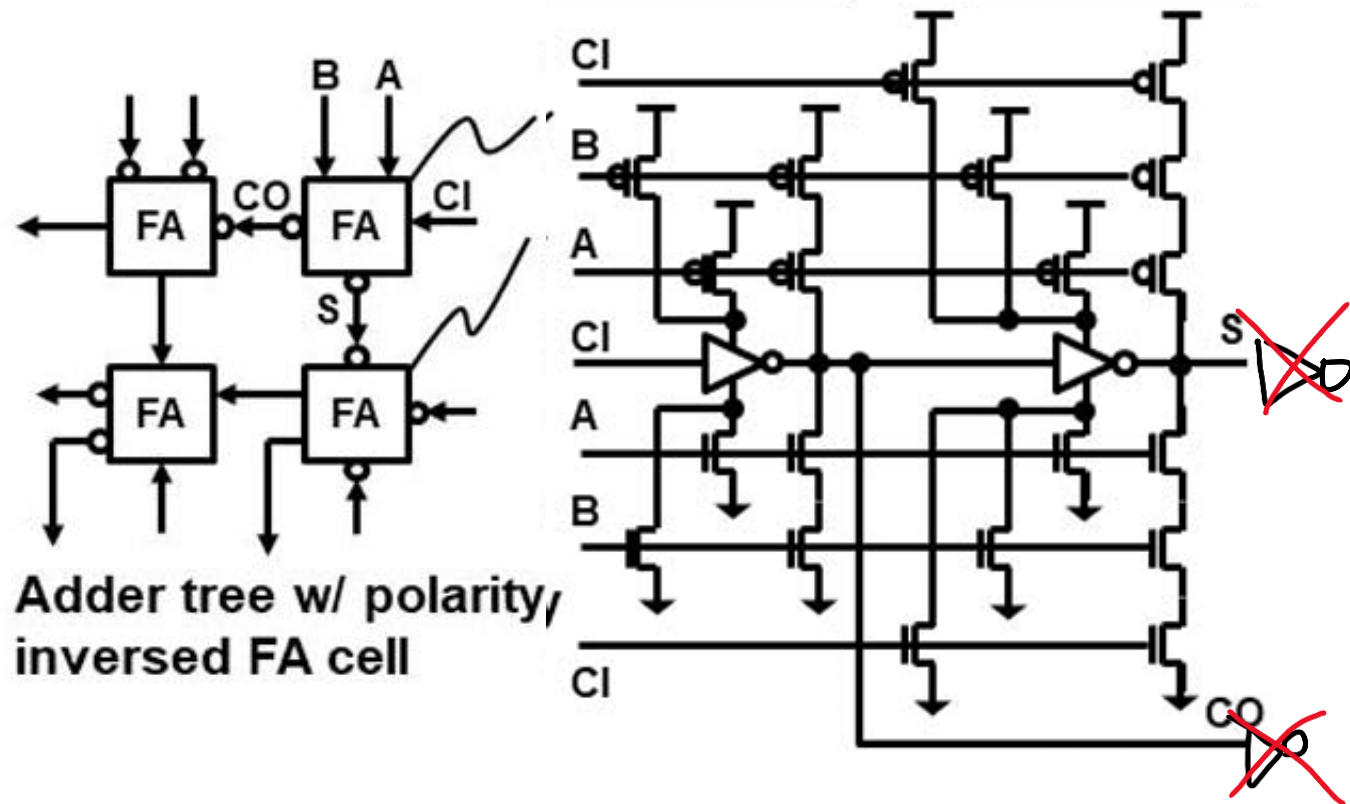 B A
CO
CI
FA
FA
S
FA
FA
Adder tree w/ polarity
inversed FA cell
CI
B
A
CI
S
A
B
CI
CO